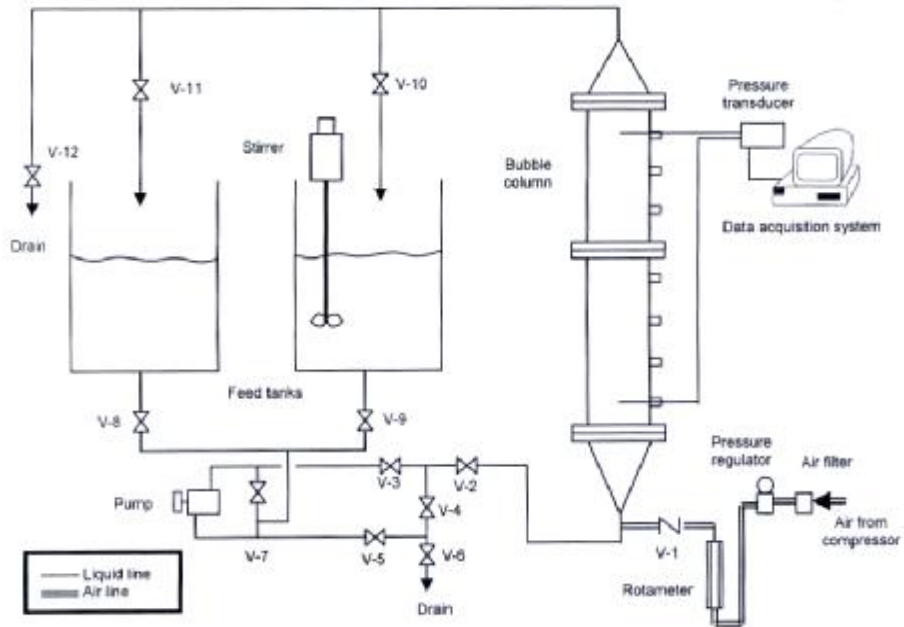 V-11
V-10
Pressure
transducer
Stirrer
V-12
Bubble
column
Drain
Data acquisition system
Feed tanks
V-8
V-9
Pressure
regulator
Air filter
V-3
V-2
Pump
V-4
Air from
compressor
V-7
V-5
V-6
V-1
Liquid line
Air line
Rotameter
Drain